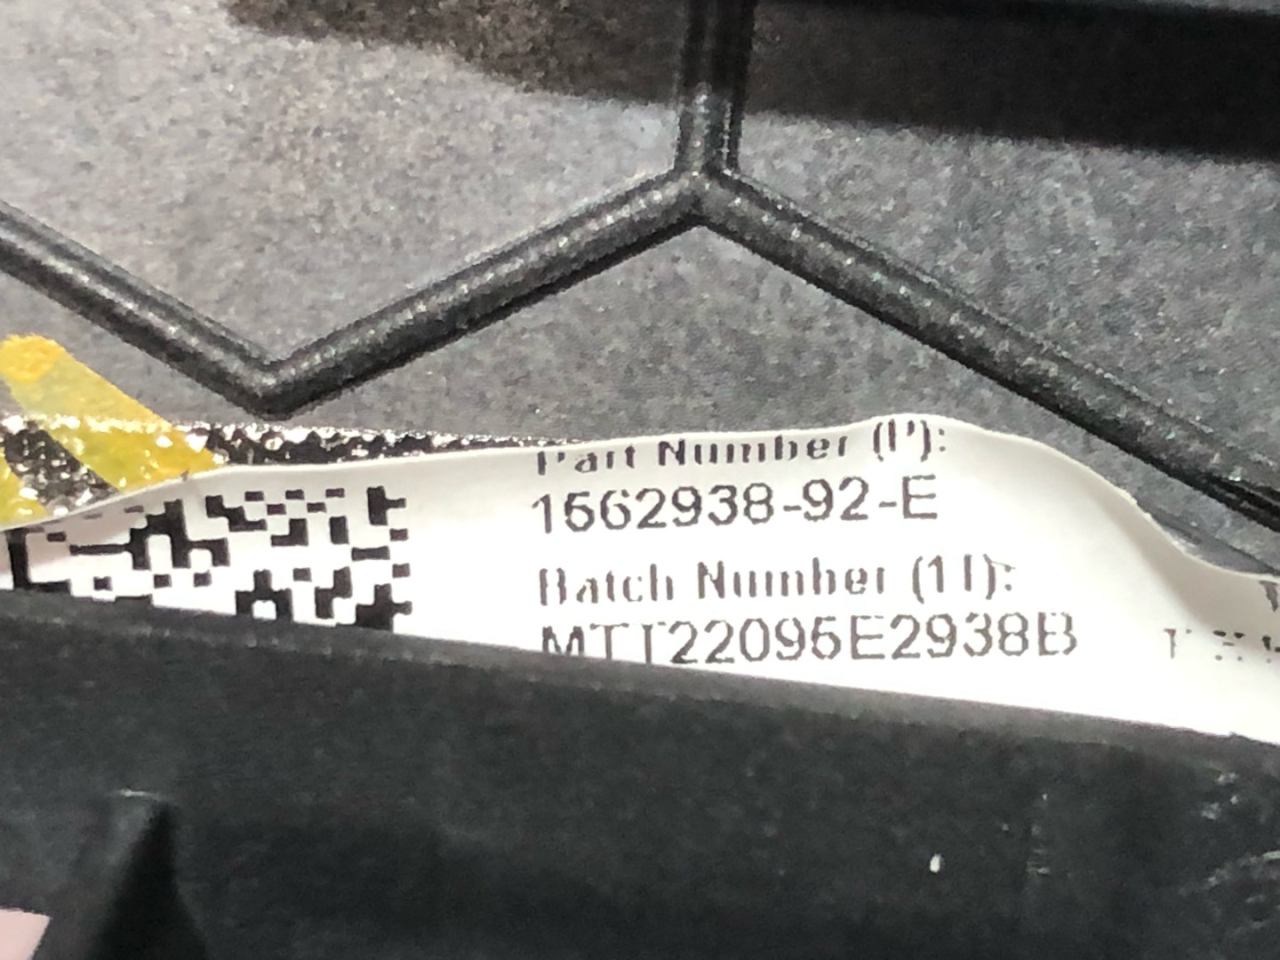 Part Number (P):
1562938-92-E
Batch Number (1T):
MTT22095E2938B